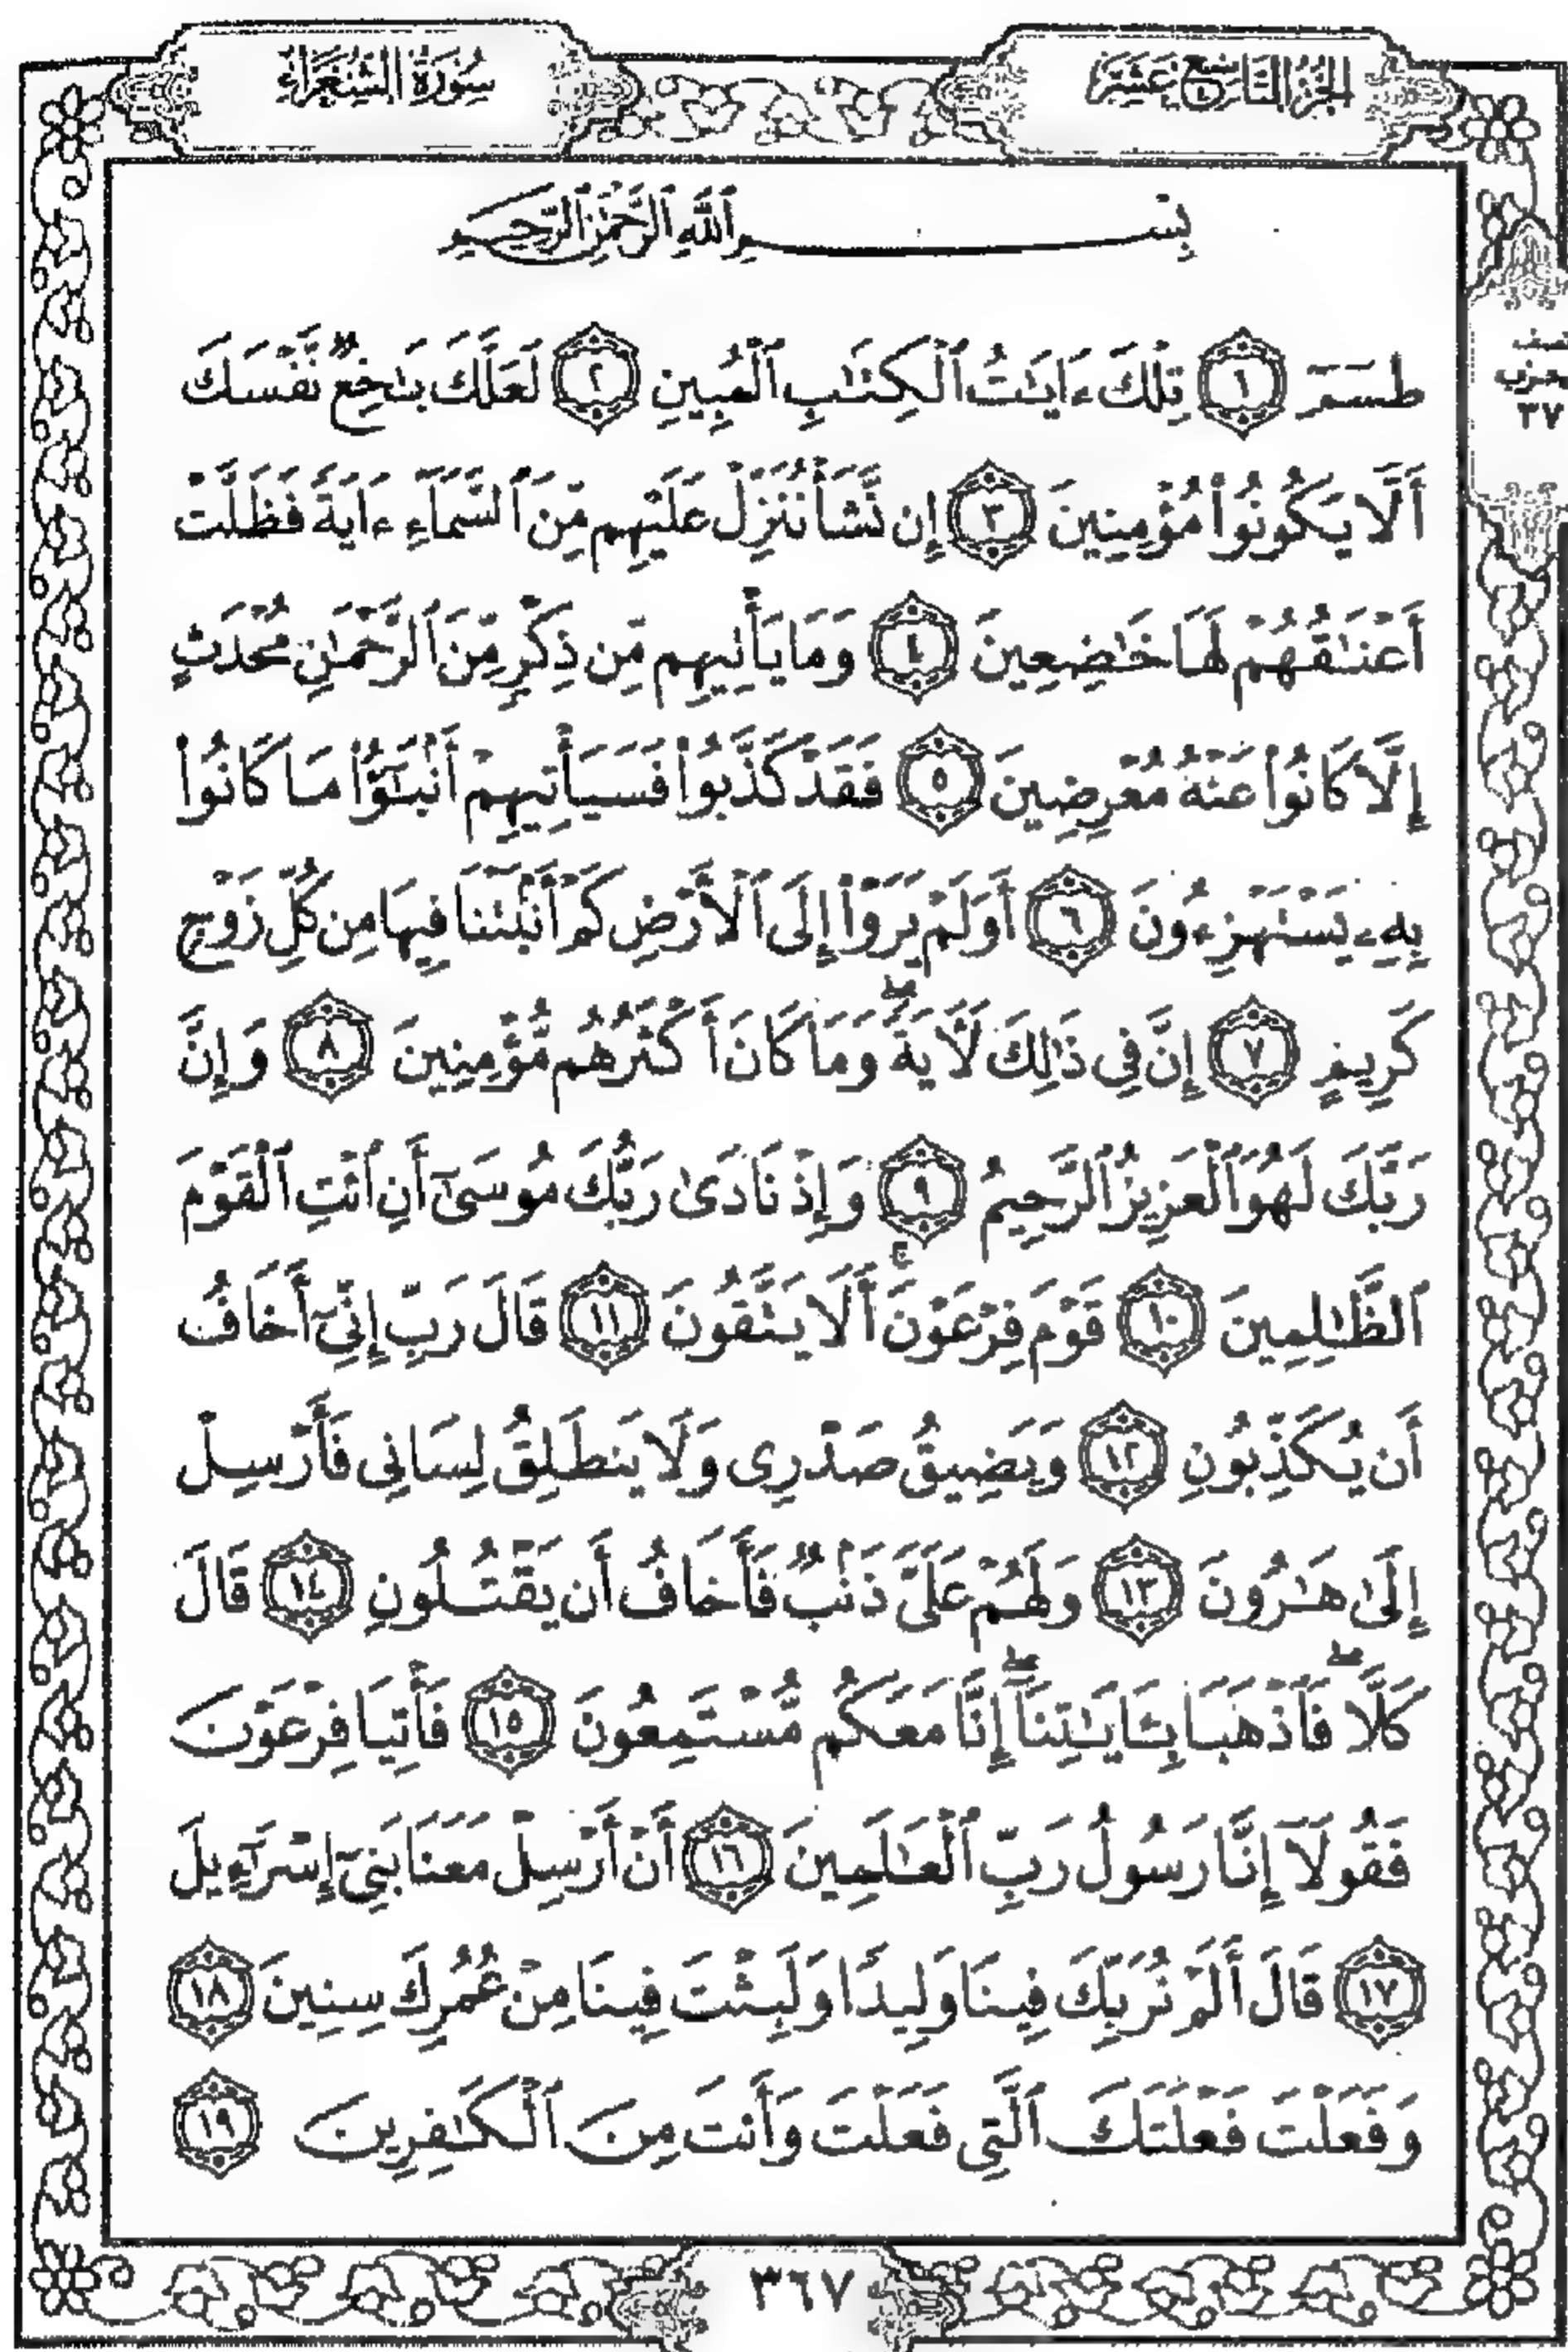 الجزء التاسع عشر
سورة الشعراء
بِسْمِ ٱللَّهِ ٱلرَّحْمَٰنِ ٱلرَّحِيمِ
طسٓمٓ ١ تِلْكَ ءَايَٰتُ ٱلْكِتَٰبِ ٱلْمُبِينِ ٢ لَعَلَّكَ بَٰخِعٌ نَّفْسَكَ
أَلَّا يَكُونُوا۟ مُؤْمِنِينَ ٣ إِن نَّشَأْ نُنَزِّلْ عَلَيْهِم مِّنَ ٱلسَّمَآءِ ءَايَةً فَظَلَّتْ
أَعْنَٰقُهُمْ لَهَا خَٰضِعِينَ ٤ وَمَا يَأْتِيهِم مِّن ذِكْرٍ مِّنَ ٱلرَّحْمَٰنِ مُحْدَثٍ
إِلَّا كَانُوا۟ عَنْهُ مُعْرِضِينَ ٥ فَقَدْ كَذَّبُوا۟ فَسَيَأْتِيهِمْ أَنۢبَٰٓؤُا۟ مَا كَانُوا۟
بِهِۦ يَسْتَهْزِءُونَ ٦ أَوَلَمْ يَرَوْا۟ إِلَى ٱلْأَرْضِ كَمْ أَنۢبَتْنَا فِيهَا مِن كُلِّ زَوْجٍ
كَرِيمٍ ٧ إِنَّ فِى ذَٰلِكَ لَءَايَةًۖ وَمَا كَانَ أَكْثَرُهُم مُّؤْمِنِينَ ٨ وَإِنَّ
رَبَّكَ لَهُوَ ٱلْعَزِيزُ ٱلرَّحِيمُ ٩ وَإِذْ نَادَىٰ رَبُّكَ مُوسَىٰٓ أَنِ ٱئْتِ ٱلْقَوْمَ
ٱلظَّٰلِمِينَ ١٠ قَوْمَ فِرْعَوْنَۚ أَلَا يَتَّقُونَ ١١ قَالَ رَبِّ إِنِّىٓ أَخَافُ
أَن يُكَذِّبُونِ ١٢ وَيَضِيقُ صَدْرِى وَلَا يَنطَلِقُ لِسَانِى فَأَرْسِلْ
إِلَىٰ هَٰرُونَ ١٣ وَلَهُمْ عَلَىَّ ذَنۢبٌ فَأَخَافُ أَن يَقْتُلُونِ ١٤ قَالَ
كَلَّاۖ فَٱذْهَبَا بِـَٔايَٰتِنَآۖ إِنَّا مَعَكُم مُّسْتَمِعُونَ ١٥ فَأْتِيَا فِرْعَوْنَ
فَقُولَآ إِنَّا رَسُولُ رَبِّ ٱلْعَٰلَمِينَ ١٦ أَنْ أَرْسِلْ مَعَنَا بَنِىٓ إِسْرَٰٓءِيلَ
١٧ قَالَ أَلَمْ نُرَبِّكَ فِينَا وَلِيدًا وَلَبِثْتَ فِينَا مِنْ عُمُرِكَ سِنِينَ ١٨
وَفَعَلْتَ فَعْلَتَكَ ٱلَّتِى فَعَلْتَ وَأَنتَ مِنَ ٱلْكَٰفِرِينَ ١٩
٣٧
٣٦٧